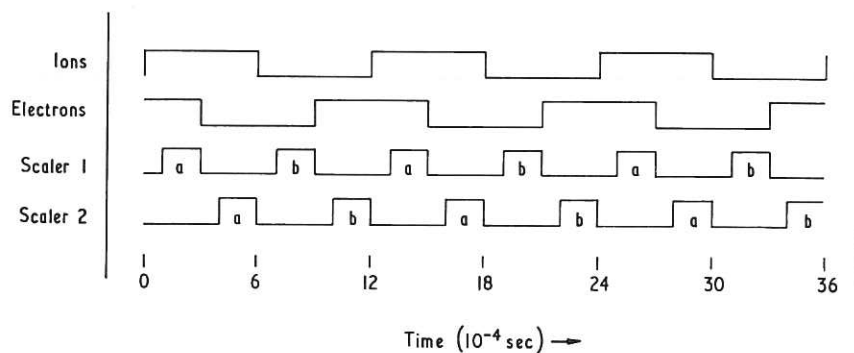 Ions
Electrons
Scaler 1 a b a b a b
Scaler 2 a b a b a b
0 6 12 18 24 30 36
Time (10⁻⁴ sec) →